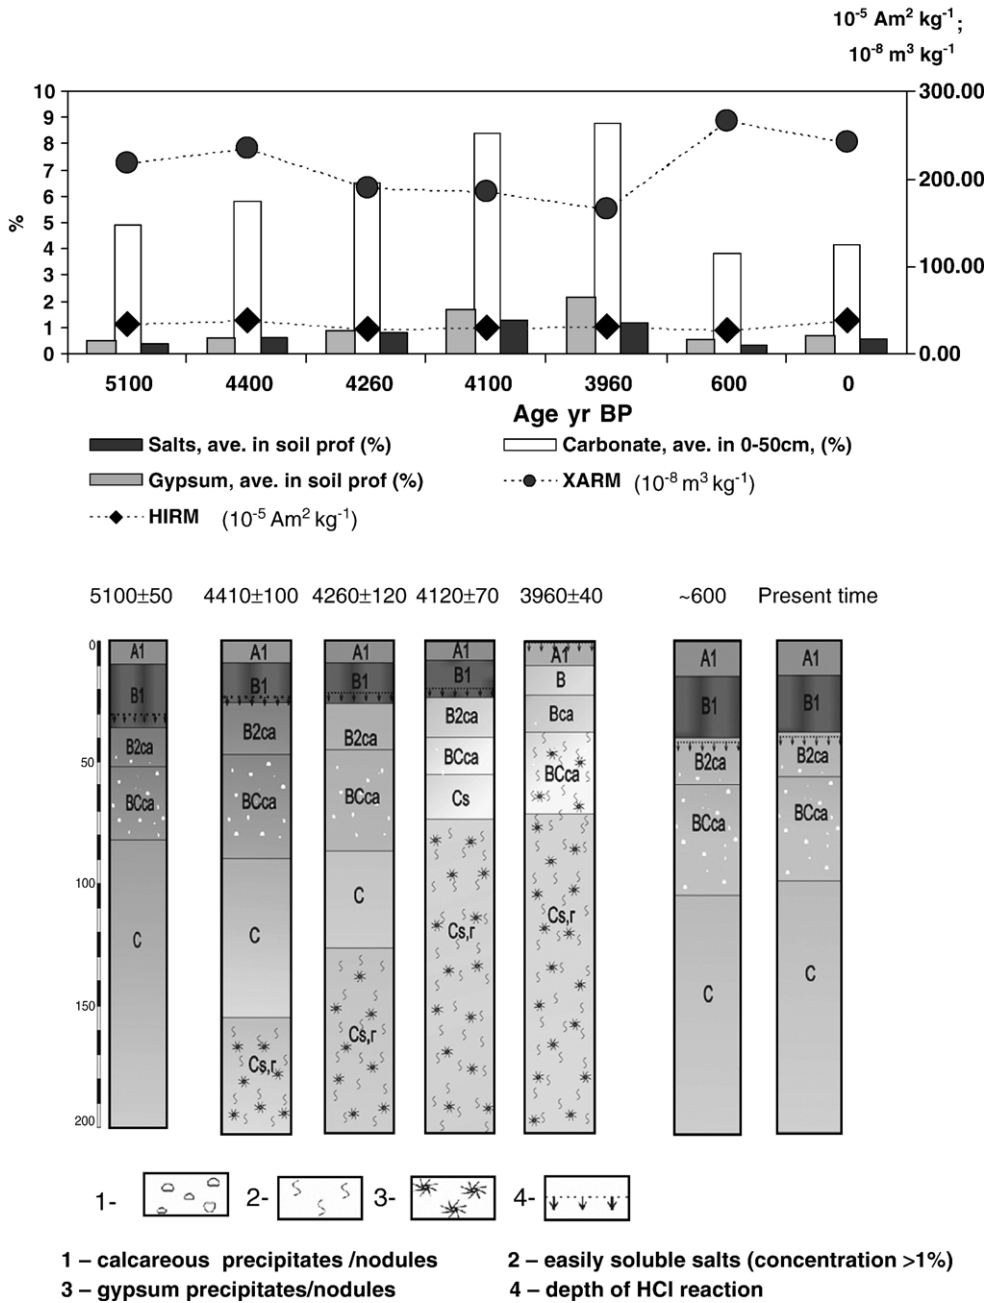 10⁻⁵ Am² kg⁻¹;
10⁻⁸ m³ kg⁻¹
10
9
8
7
6
5
4
3
2
1
0
%
300.00
200.00
100.00
0.00
5100 4400 4260 4100 3960 600 0
Age yr BP
Salts, ave. in soil prof (%) Carbonate, ave. in 0-50cm, (%)
Gypsum, ave. in soil prof (%) XARM (10⁻⁸ m³ kg⁻¹)
HIRM (10⁻⁵ Am² kg⁻¹)
5100±50 4410±100 4260±120 4120±70 3960±40 ~600 Present time
0
50
100
150
200
A1
B1
B2ca
BCca
C
A1
B1
B2ca
BCca
C
Cs,r
A1
B1
B2ca
BCca
C
Cs,r
A1
B1
B2ca
BCca
Cs
Cs,r
A1
B
Bca
BCca
Cs,r
A1
B1
B2ca
BCca
C
A1
B1
B2ca
BCca
C
1- 2- 3- 4-
1 – calcareous precipitates /nodules 2 – easily soluble salts (concentration >1%)
3 – gypsum precipitates/nodules 4 – depth of HCl reaction